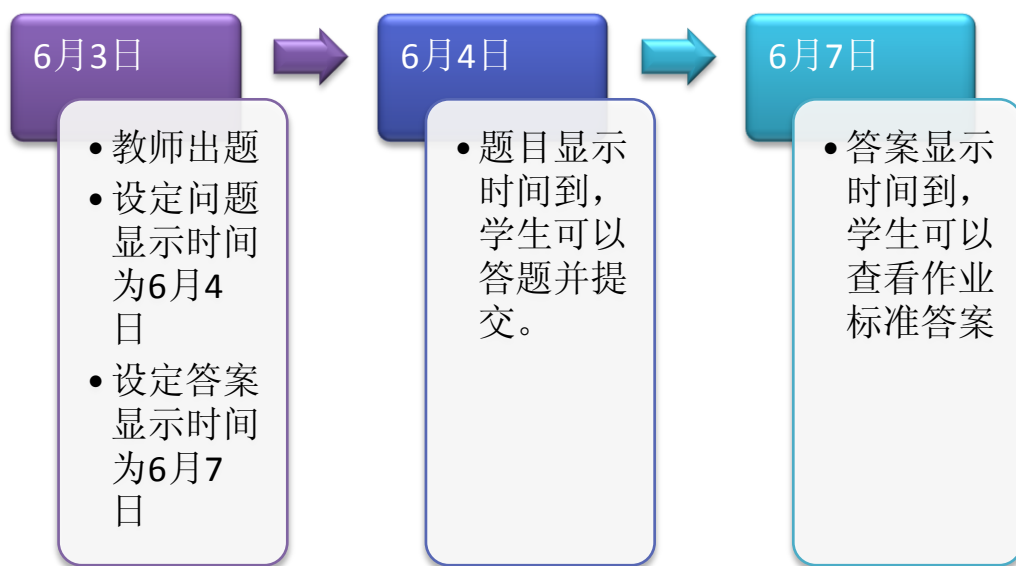 6月3日
• 教师出题
• 设定问题
显示时间
为6月4
日
• 设定答案
显示时间
为6月7
日
6月4日
• 题目显示
时间到，
学生可以
答题并提
交。
6月7日
• 答案显示
时间到，
学生可以
查看作业
标准答案